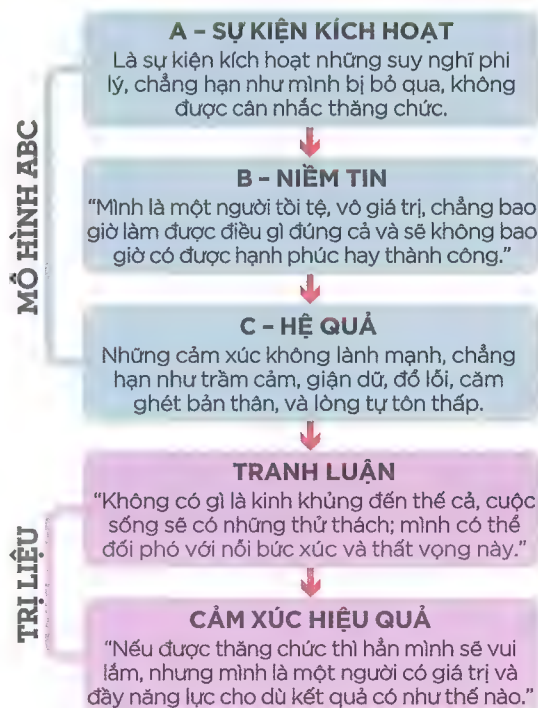 MÔ HÌNH ABC
A – SỰ KIỆN KÍCH HOẠT
Là sự kiện kích hoạt những suy nghĩ phi
lý, chẳng hạn như mình bị bỏ qua, không
được cân nhắc thăng chức.
B – NIỀM TIN
“Mình là một người tồi tệ, vô giá trị, chẳng bao
giờ làm được điều gì đúng cả và sẽ không bao
giờ có được hạnh phúc hay thành công.”
C – HỆ QUẢ
Những cảm xúc không lành mạnh, chẳng
hạn như trầm cảm, giận dữ, đổ lỗi, căm
ghét bản thân, và lòng tự tôn thấp.
TRỊ LIỆU
TRANH LUẬN
“Không có gì là kinh khủng đến thế cả, cuộc
sống sẽ có những thử thách; mình có thể
đối phó với nỗi bức xúc và thất vọng này.”
CẢM XÚC HIỆU QUẢ
“Nếu được thăng chức thì hẳn mình sẽ vui
lắm, nhưng mình là một người có giá trị và
đầy năng lực cho dù kết quả có như thế nào.”